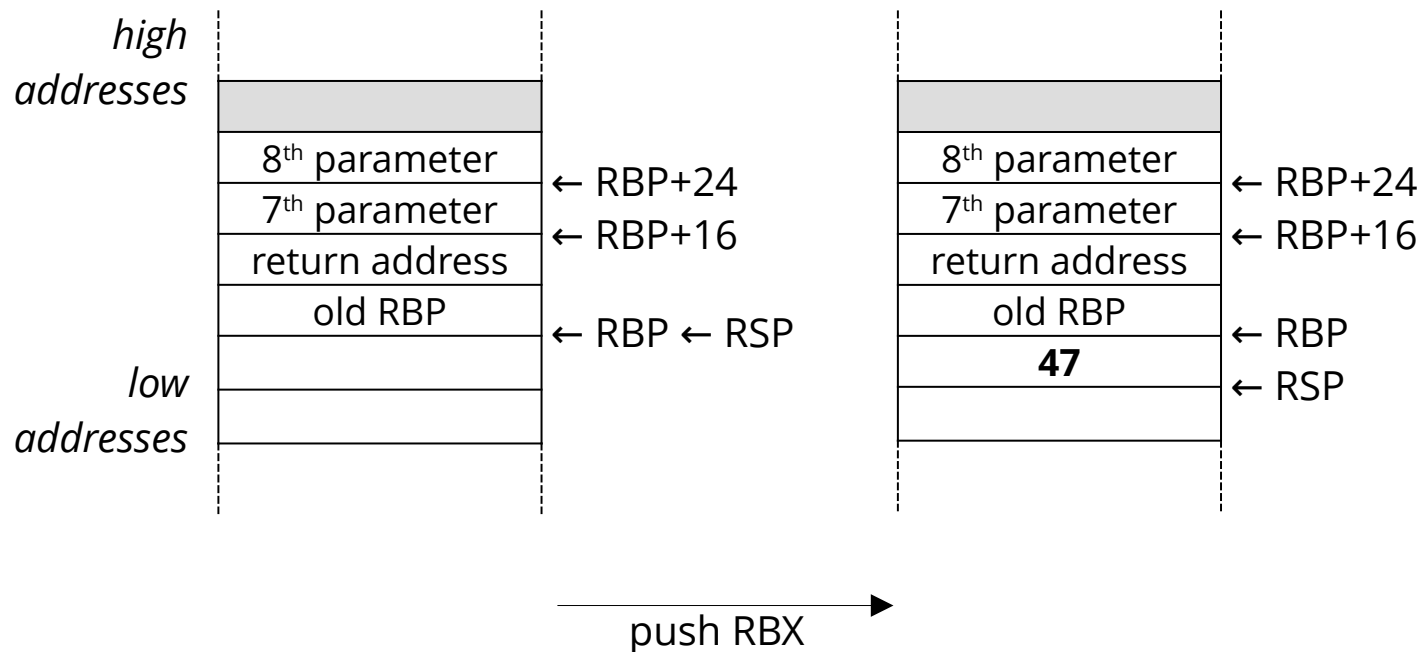 high
addresses
8th parameter
← RBP+24
7th parameter
← RBP+16
return address
old RBP
← RBP ← RSP
low
addresses
8th parameter
← RBP+24
7th parameter
← RBP+16
return address
old RBP
← RBP
47
← RSP
push RBX